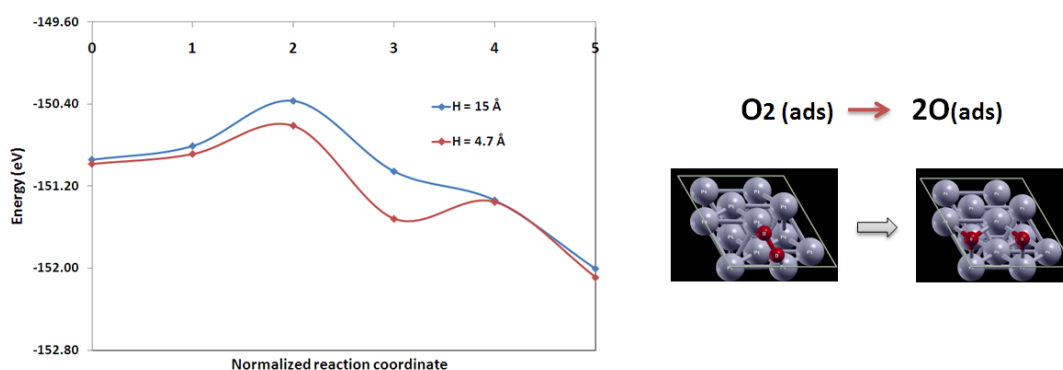 -149.60
0 1 2 3 4 5
-150.40
H = 15 Å
H = 4.7 Å
-151.20
-152.00
-152.80
Energy (eV)
Normalized reaction coordinate
O2 (ads) → 2O(ads)